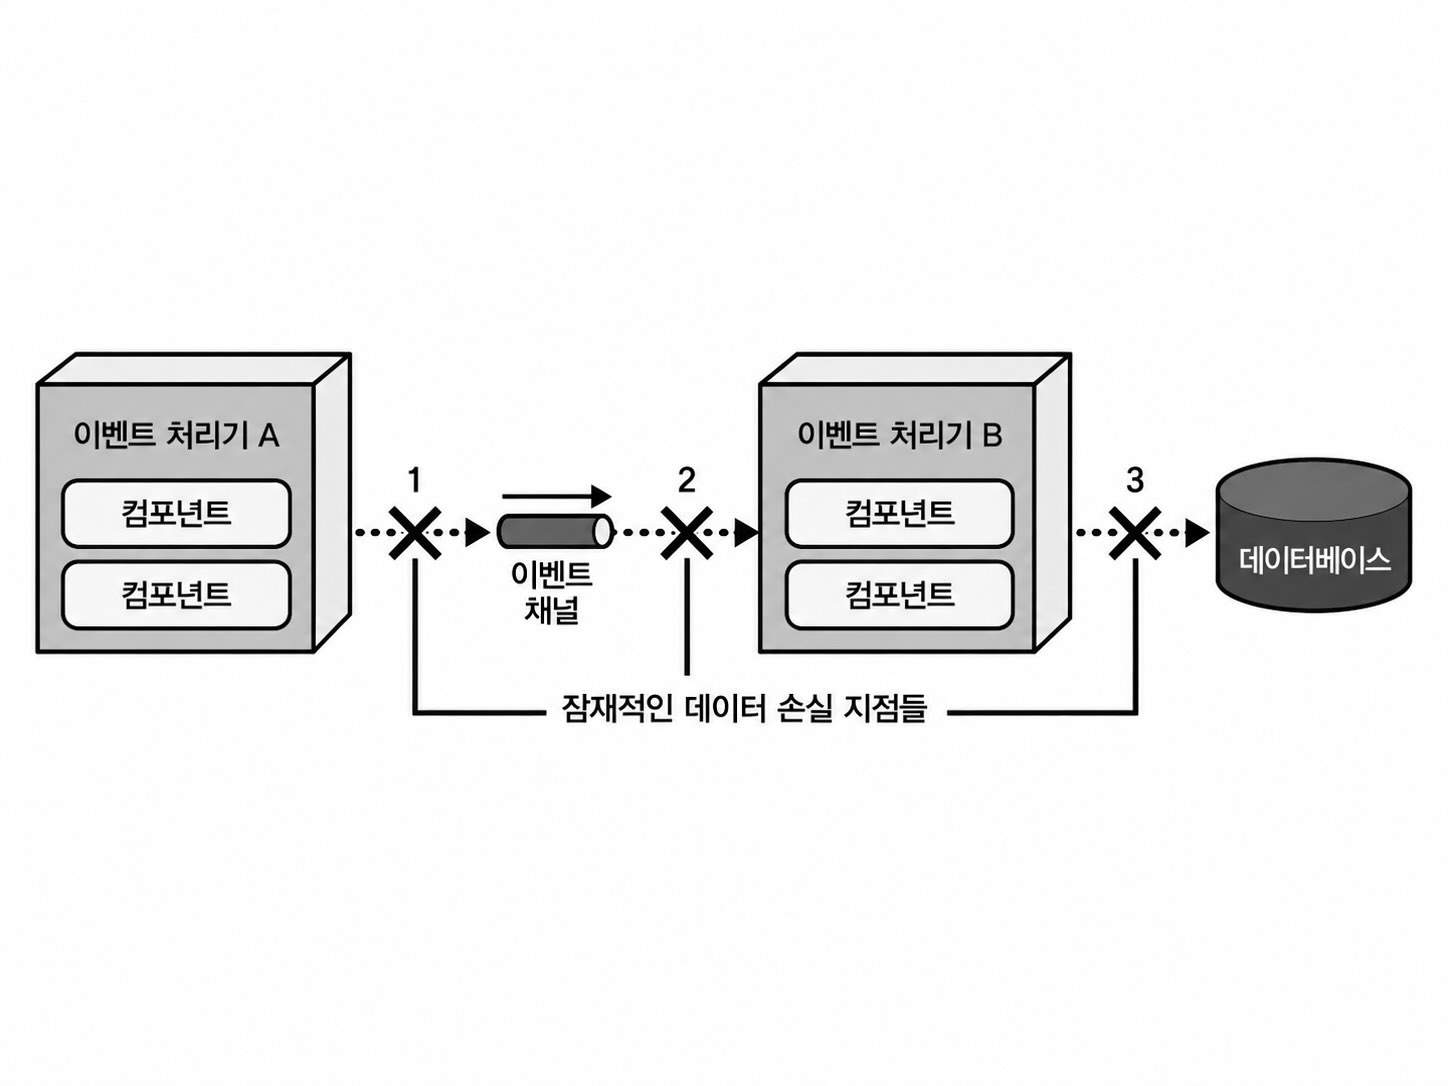 이벤트 처리기 A
컴포넌트
컴포넌트
1
이벤트
채널
2
이벤트 처리기 B
컴포넌트
컴포넌트
3
데이터베이스
잠재적인 데이터 손실 지점들